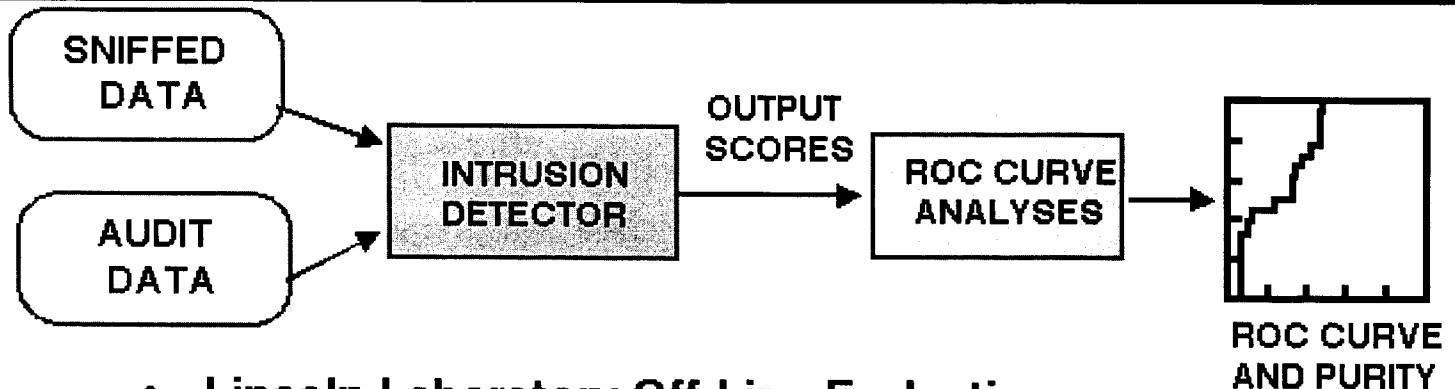 SNIFFED
DATA
AUDIT
DATA
INTRUSION
DETECTOR
OUTPUT
SCORES
ROC CURVE
ANALYSES
ROC CURVE
AND PURITY